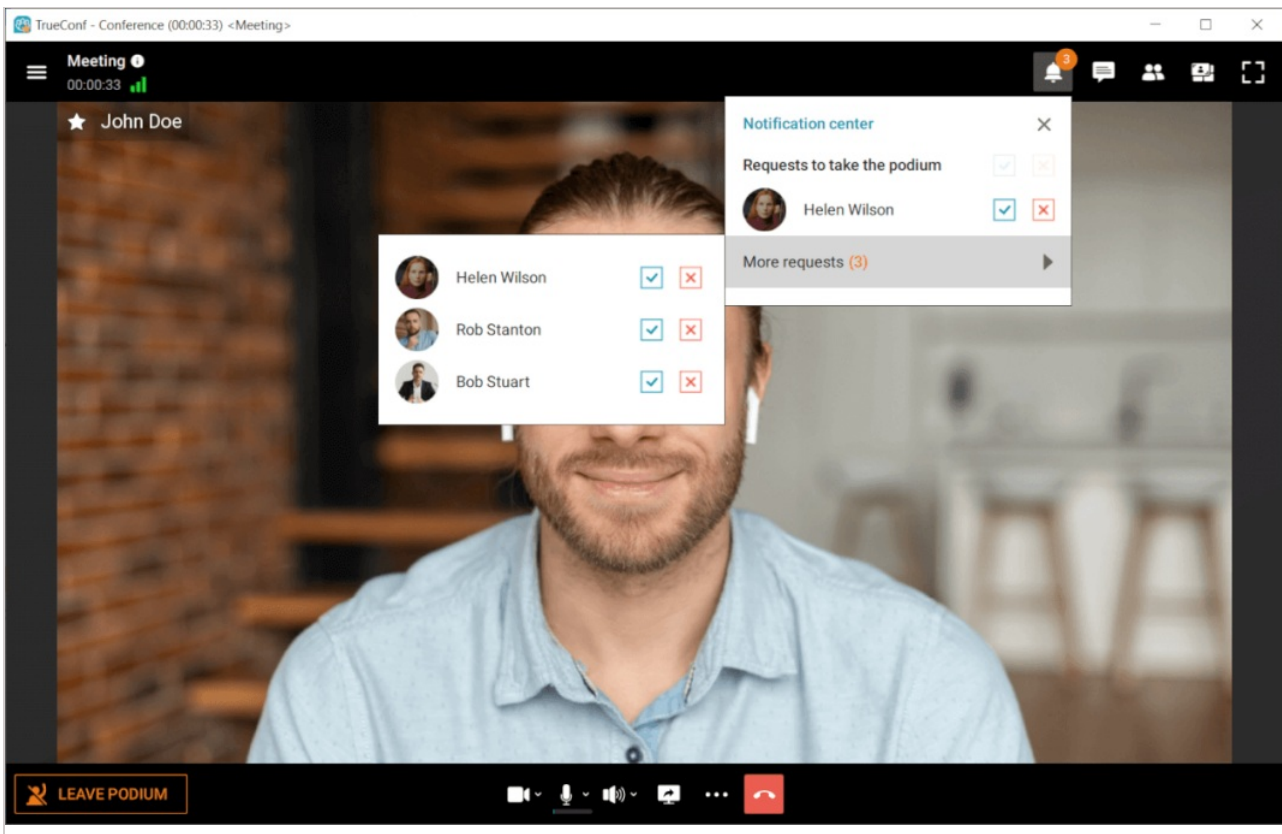 TrueConf - Conference (00:00:33) <Meeting>
Meeting
00:00:33
3
John Doe
Notification center
Requests to take the podium
Helen Wilson
More requests (3)
Helen Wilson
Rob Stanton
Bob Stuart
LEAVE PODIUM